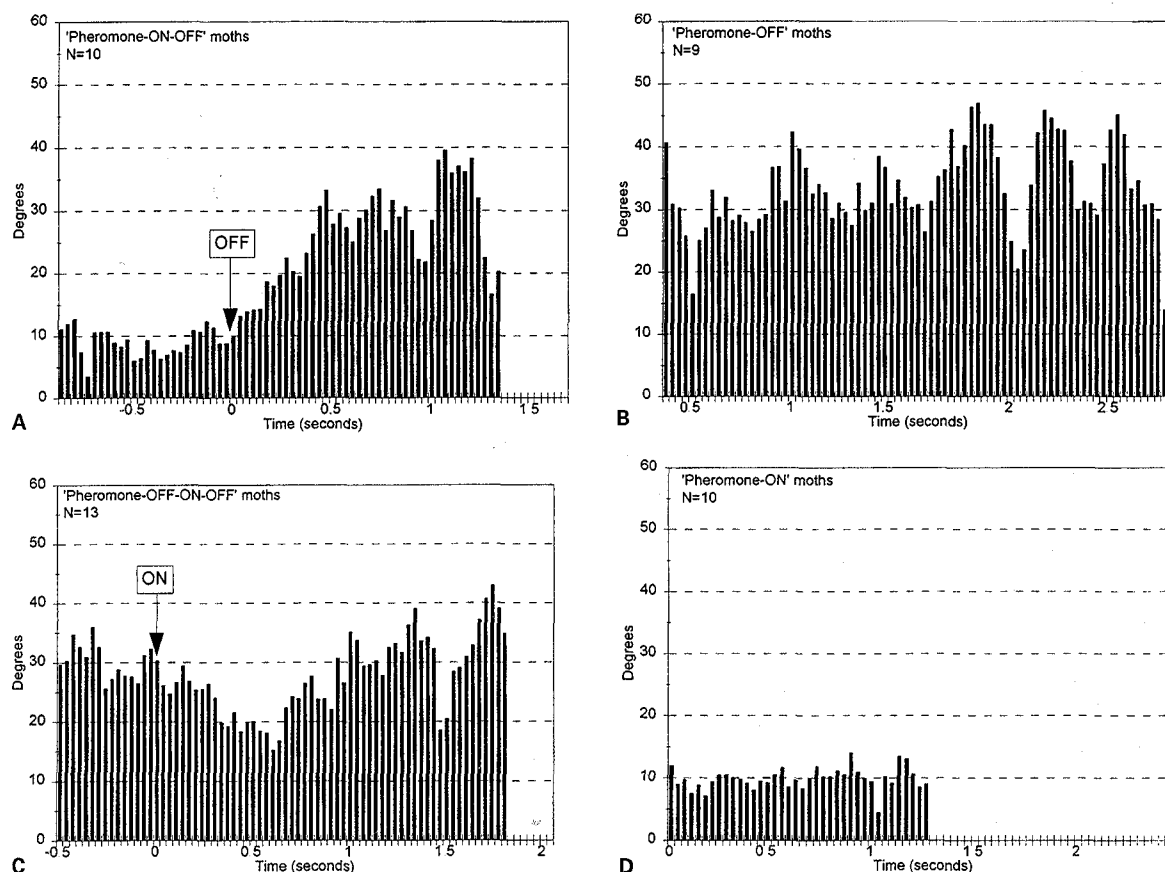 'Pheromone-ON-OFF' moths
N=10
60
50
40
30
20
10
0
Degrees
OFF
-0.5
0
0 5
1
1 5
Time (seconds)
A
'Pheromone-OFF' moths
N=9
60
50
40
30
20
10
0
Degrees
0 5
1
1.5
2
2 5
Time (seconds)
B
'Pheromone-OFF-ON-OFF' moths
N=13
60
50
40
30
20
10
0
Degrees
ON
-0 5
0
0 5
1
1 5
2
Time (seconds)
C
'Pheromone-ON' moths
N=10
60
50
40
30
20
10
0
Degrees
0
0 5
1
1 5
2
Time (seconds)
D